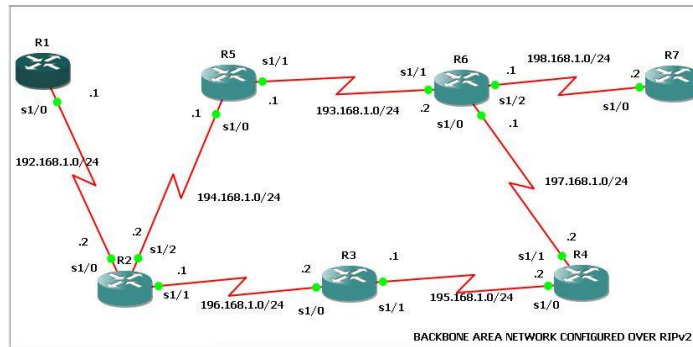 R1
R5
s1/1
R6
198.168.1.0/24
R7
.1
s1/0
.1
s1/0
.1
193.168.1.0/24
s1/1
.2
s1/0
.1
s1/2
.1
.2
s1/0
192.168.1.0/24
194.168.1.0/24
197.168.1.0/24
.2
s1/0
R2
.2
s1/2
.1
s1/1
196.168.1.0/24
.2
s1/0
R3
.1
s1/1
195.168.1.0/24
s1/1
.2
.2
s1/0
R4
BACKBONE AREA NETWORK CONFIGURED OVER RIPv2